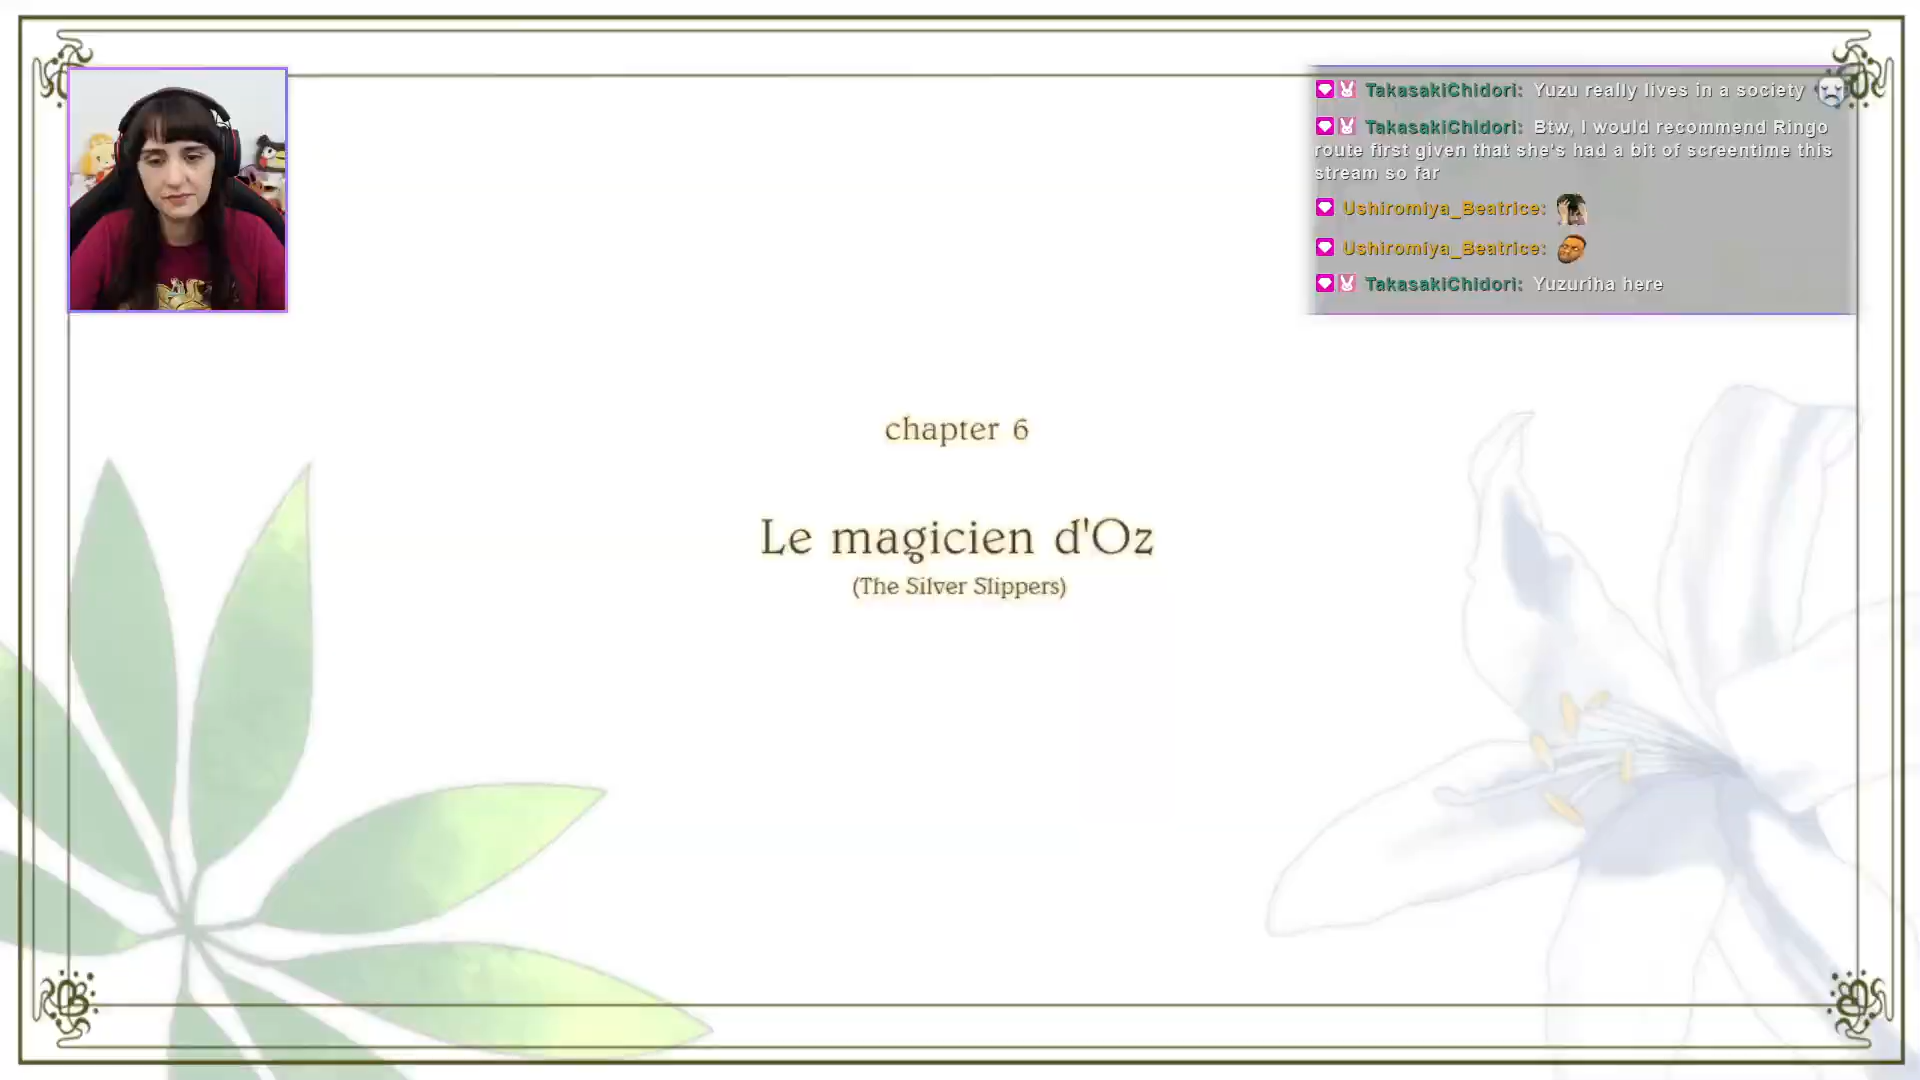 TakasakiChidori: Yuzu really lives in a society
TakasakiChidori: Btw, I would recommend Ringo
route first given that she's had a bit of screentime this
stream so far
Ushiromiya_Beatrice:
Ushiromiya_Beatrice:
TakasakiChidori: Yuzuriha here
chapter 6
Le magicien d'Oz
(The Silver Slippers)